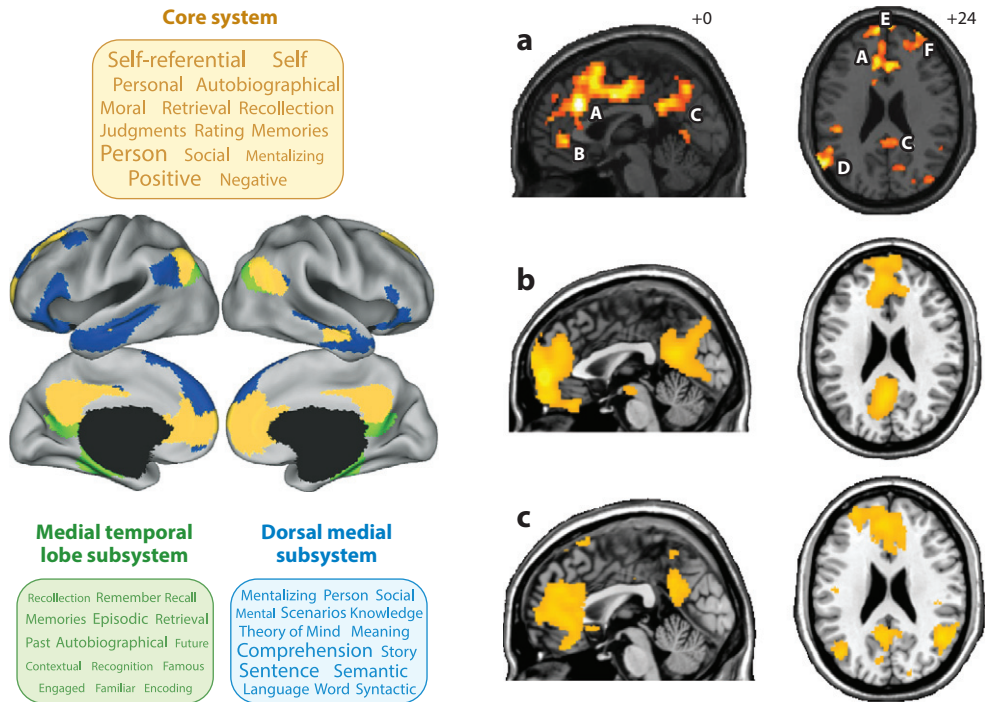 Core system
Self-referential Self
Personal Autobiographical
Moral Retrieval Recollection
Judgments Rating Memories
Person Social Mentalizing
Positive Negative
Medial temporal
lobe subsystem
Recollection Remember Recall
Memories Episodic Retrieval
Past Autobiographical Future
Contextual Recognition Famous
Engaged Familiar Encoding
Dorsal medial
subsystem
Mentalizing Person Social
Mental Scenarios Knowledge
Theory of Mind Meaning
Comprehension Story
Sentence Semantic
Language Word Syntactic
a
+0
A
B
C
+24
E
F
A
C
D
b
c